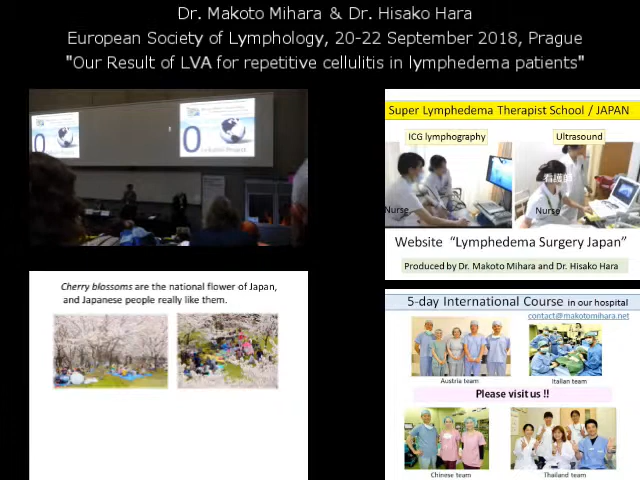 Dr. Makoto Mihara & Dr. Hisako Hara
European Society of Lymphology, 20-22 September 2018, Prague
"Our Result of LVA for repetitive cellulitis in lymphedema patients"
Super Lymphedema Therapist School / JAPAN
ICG lymphography
Ultrasound
看護師
Nurse
Nurse
Website “Lymphedema Surgery Japan”
Produced by Dr. Makoto Mihara and Dr. Hisako Hara
Cherry blossoms are the national flower of Japan,
and Japanese people really like them.
5-day International Course in our hospital
contact@makotomihara.net
Austria team
Italian team
Please visit us !!
Chinese team
Thailand team